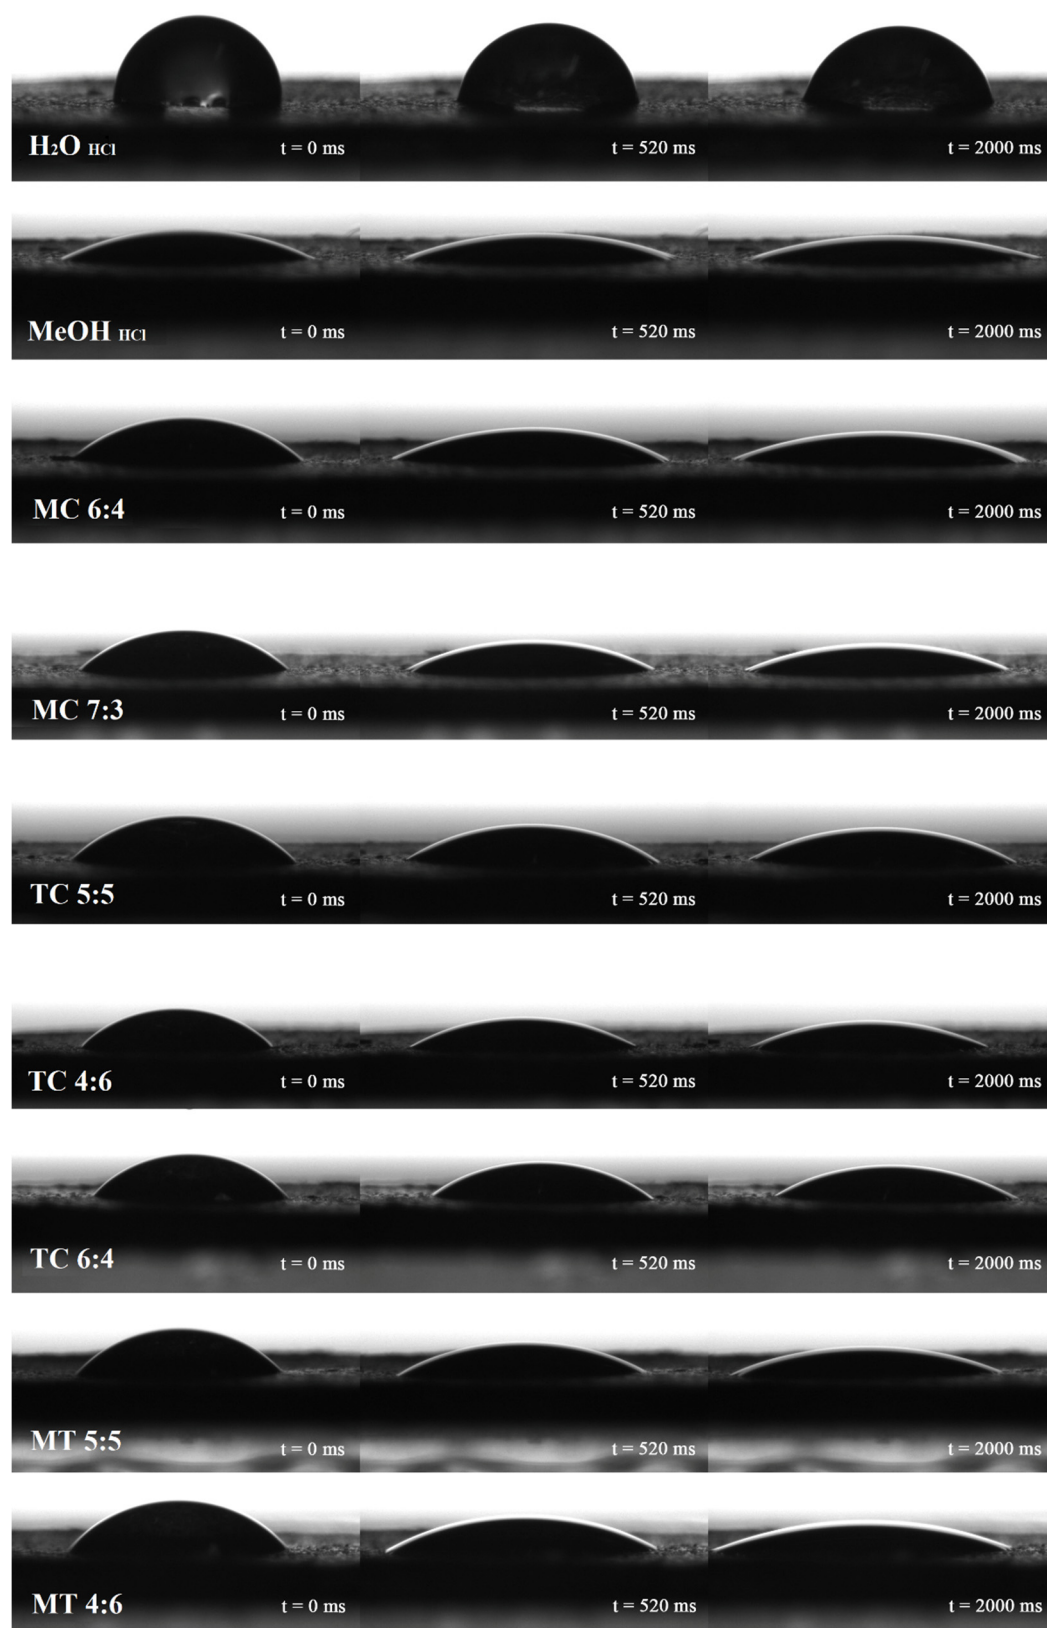 H₂O HCl t = 0 ms t = 520 ms t = 2000 ms
MeOH HCl t = 0 ms t = 520 ms t = 2000 ms
MC 6:4 t = 0 ms t = 520 ms t = 2000 ms
MC 7:3 t = 0 ms t = 520 ms t = 2000 ms
TC 5:5 t = 0 ms t = 520 ms t = 2000 ms
TC 4:6 t = 0 ms t = 520 ms t = 2000 ms
TC 6:4 t = 0 ms t = 520 ms t = 2000 ms
MT 5:5 t = 0 ms t = 520 ms t = 2000 ms
MT 4:6 t = 0 ms t = 520 ms t = 2000 ms